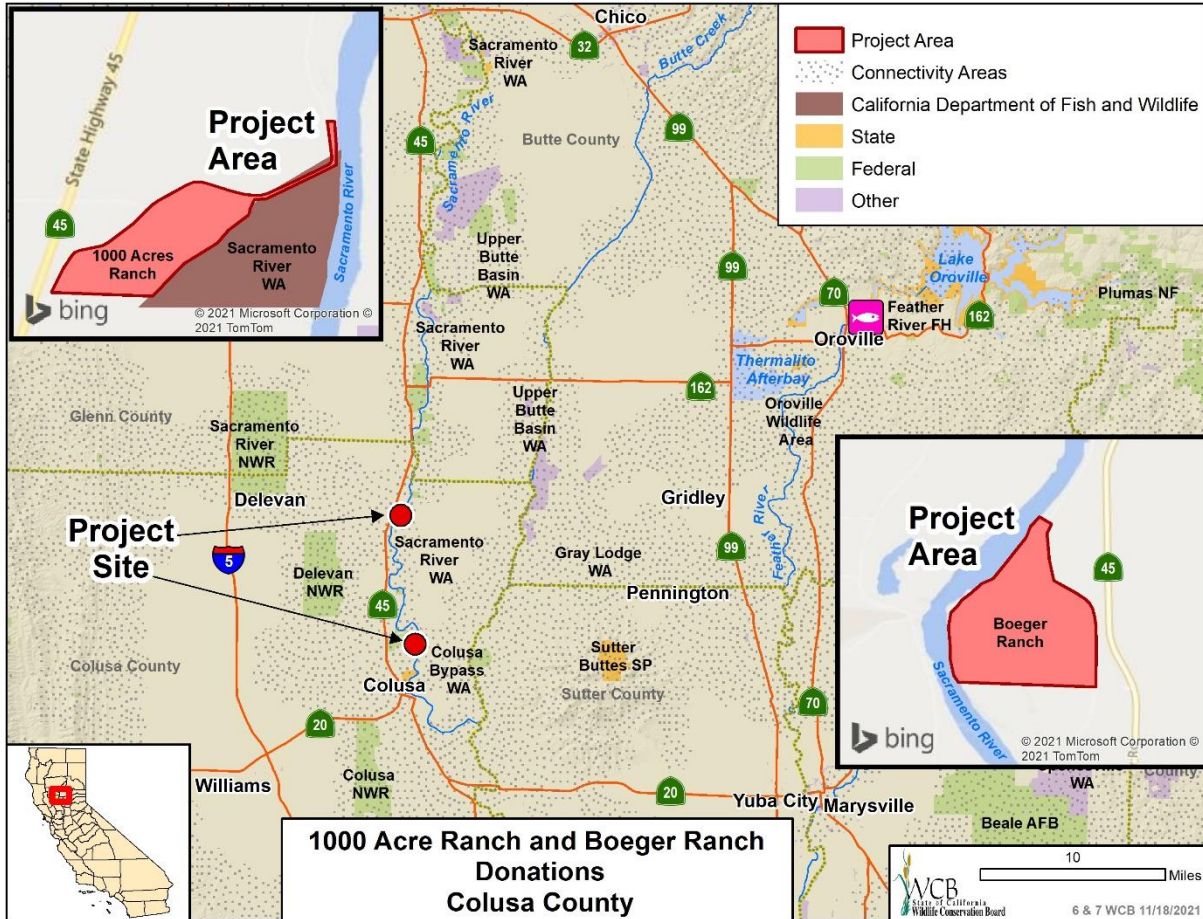 Project
Area
State Highway 45
45
1000 Acres
Ranch
Sacramento
River
WA
Sacramento River
bing
© 2021 Microsoft Corporation ©
2021 TomTom
Chico
32
Sacramento
River
WA
Butte Creek
Sacramento River
45
99
Butte County
Upper
Butte
Basin
WA
Project Area
Connectivity Areas
California Department of Fish and Wildlife
State
Federal
Other
99
70
Lake
Oroville
Feather
River FH
162
Plumas NF
Oroville
Sacramento
River
WA
Thermalito
Afterbay
162
Upper
Butte
Basin
WA
Oroville
Wildlife
Area
Glenn County
Sacramento
River
NWR
Delevan
Gridley
Feather River
Project
Site
5
Sacramento
River
WA
Gray Lodge
WA
99
Delevan
NWR
45
Pennington
Colusa County
Colusa
Bypass
WA
Colusa
Sutter
Buttes SP
Sutter County
70
20
Williams
Colusa
NWR
20
Yuba City
Marysville
Project
Area
45
Boeger
Ranch
Sacramento River
bing
© 2021 Microsoft Corporation ©
2021 TomTom
WA
County
Beale AFB
1000 Acre Ranch and Boeger Ranch
Donations
Colusa County
WCB
State of California
Wildlife Conservation Board
10
Miles
6 & 7 WCB 11/18/2021